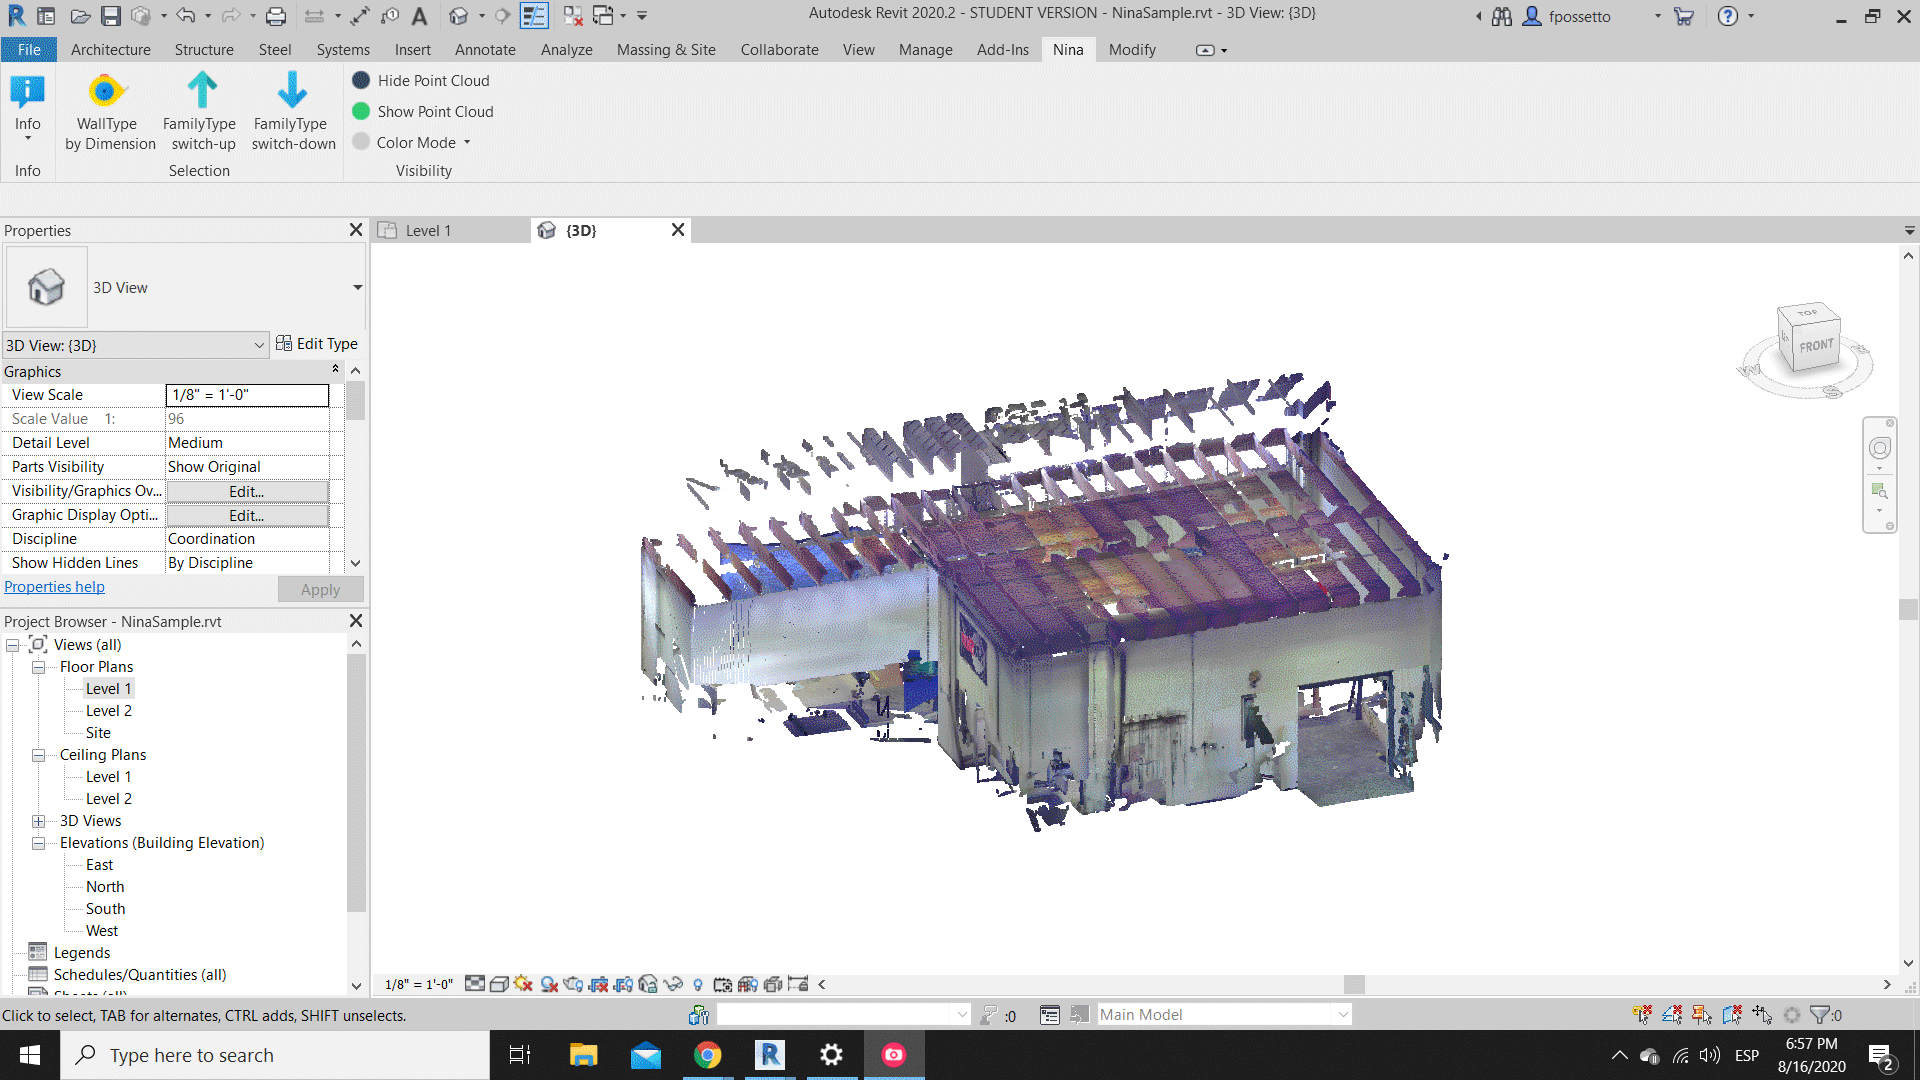 Autodesk Revit 2020.2 - STUDENT VERSION - NinaSample.rvt - 3D View: {3D}
fpossetto
File Architecture Structure Steel Systems Insert Annotate Analyze Massing & Site Collaborate View Manage Add-Ins Nina Modify
Info
WallType
by Dimension
FamilyType
switch-up
FamilyType
switch-down
Hide Point Cloud
Show Point Cloud
Color Mode
Info
Selection
Visibility
Properties
Level 1
{3D}
3D View
3D View: {3D}
Edit Type
Graphics
View Scale 1/8" = 1'-0"
Scale Value 1: 96
Detail Level Medium
Parts Visibility Show Original
Visibility/Graphics Ov... Edit...
Graphic Display Opti... Edit...
Discipline Coordination
Show Hidden Lines By Discipline
Properties help
Apply
TOP
FRONT
W
S
Project Browser - NinaSample.rvt
Views (all)
Floor Plans
Level 1
Level 2
Site
Ceiling Plans
Level 1
Level 2
3D Views
Elevations (Building Elevation)
East
North
South
West
Legends
Schedules/Quantities (all)
Sheets (all)
1/8" = 1'-0"
Click to select, TAB for alternates, CTRL adds, SHIFT unselects.
:0
Main Model
:0
Type here to search
ESP
6:57 PM
8/16/2020
2